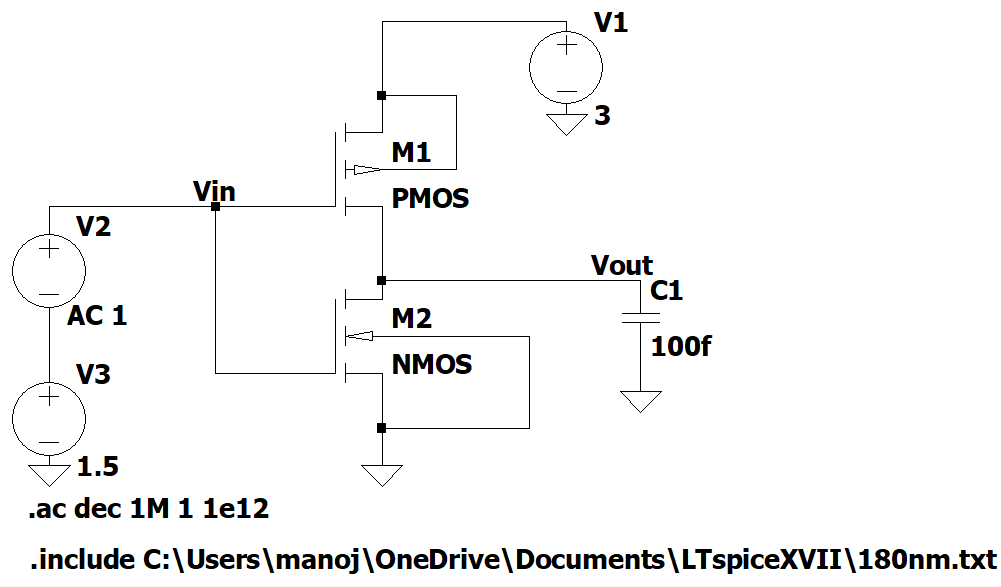 V1
3
M1
PMOS
Vin
V2
AC 1
Vout
C1
100f
M2
NMOS
V3
1.5
.ac dec 1M 1 1e12
.include C:\Users\manoj\OneDrive\Documents\LTspiceXVII\180nm.txt